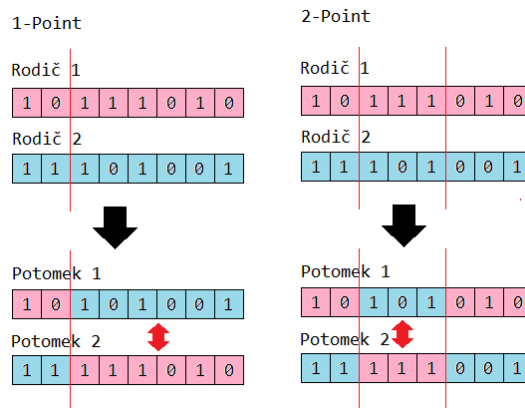 1-Point
Rodič 1
1 0 1 1 1 0 1 0
Rodič 2
1 1 1 0 1 0 0 1
Potomek 1
1 0 1 0 1 0 0 1
Potomek 2
1 1 1 1 1 0 1 0
2-Point
Rodič 1
1 0 1 1 1 0 1 0
Rodič 2
1 1 1 0 1 0 0 1
Potomek 1
1 0 1 0 1 0 1 0
Potomek 2
1 1 1 1 1 0 0 1